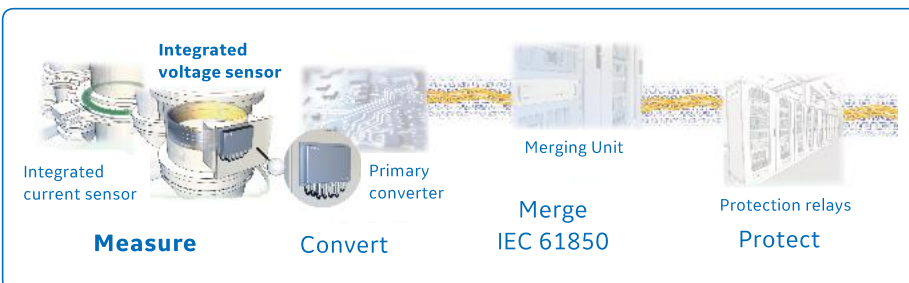 Integrated
voltage sensor
Integrated
current sensor
Primary
converter
Merging Unit
Protection relays
Measure
Convert
Merge
IEC 61850
Protect